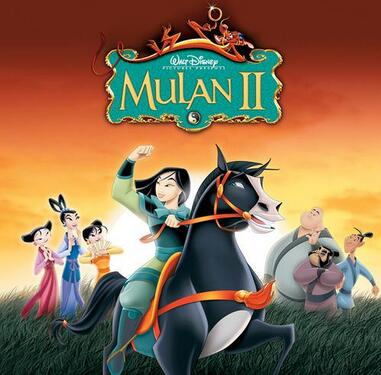 WALT DISNEY
PICTURES PRESENTS
MULAN II